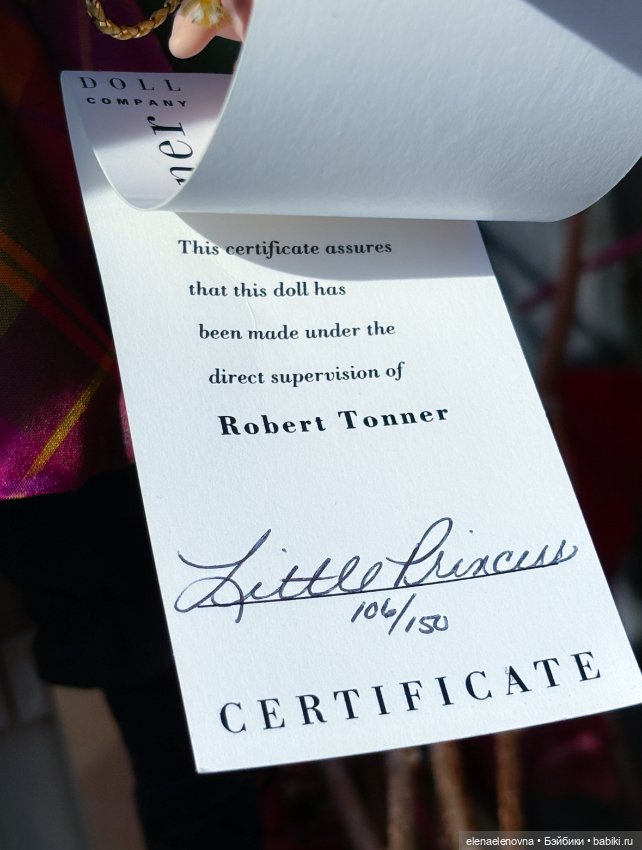 DOLL
COMPANY
ner
This certificate assures
that this doll has
been made under the
direct supervision of
Robert Tonner
Little Princess
106/150
CERTIFICATE
elenaelenovna • Бэйбики • babiki.ru